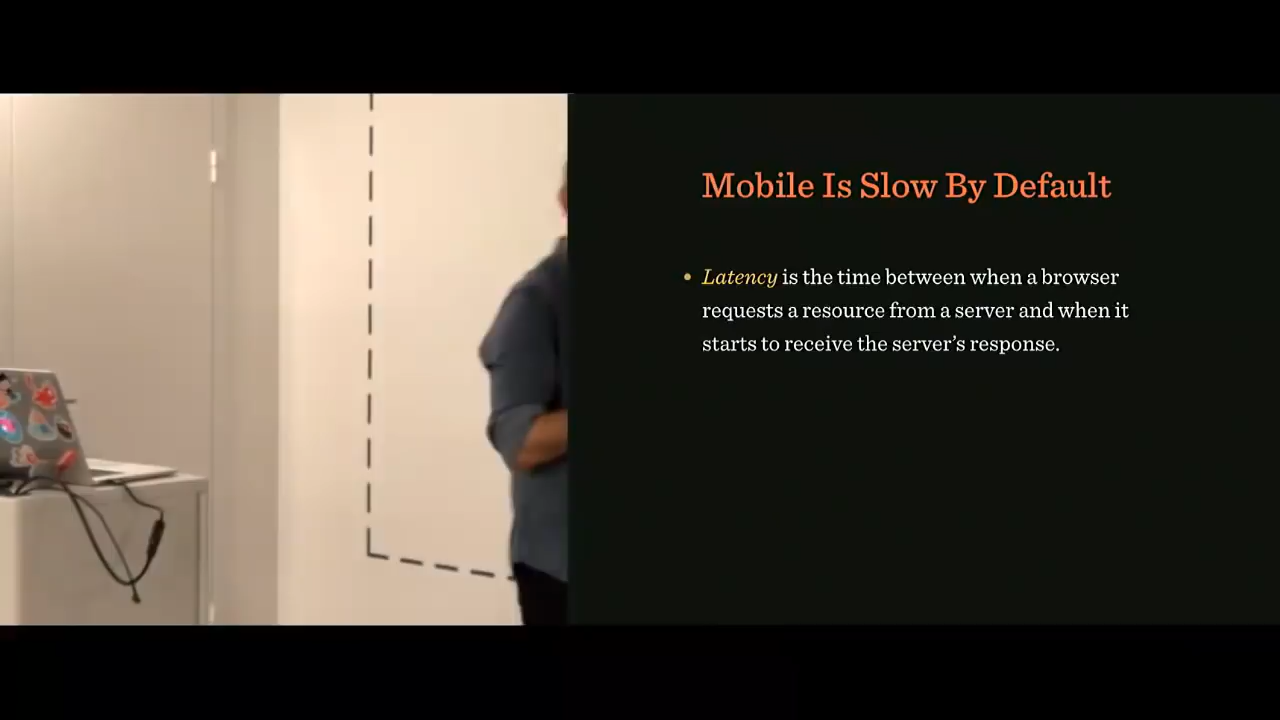 Mobile Is Slow By Default
• Latency is the time between when a browser
requests a resource from a server and when it
starts to receive the server’s response.